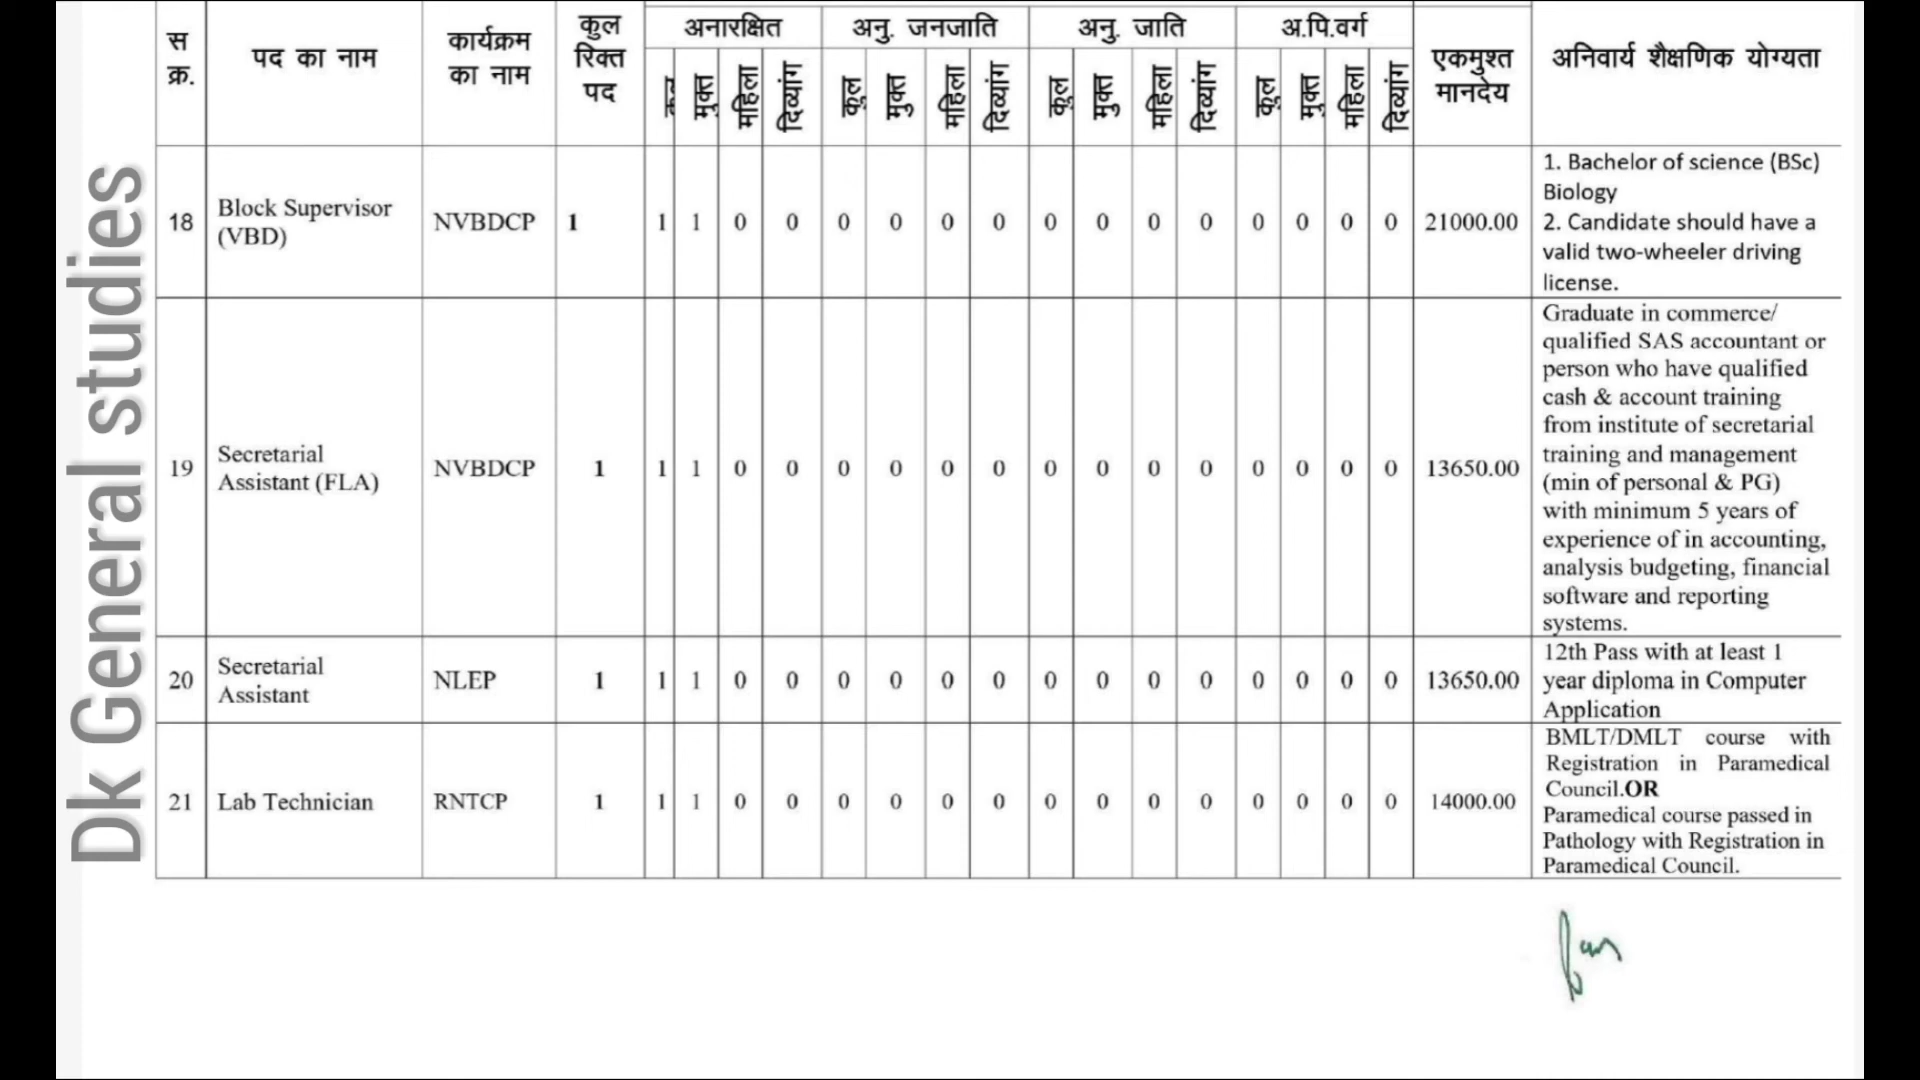 स क्र.
पद का नाम
कार्यक्रम का नाम
कुल रिक्त पद
अनारक्षित
अनु. जनजाति
अनु. जाति
अ.पि.वर्ग
एकमुश्त मानदेय
अनिवार्य शैक्षणिक योग्यता
कुल मुक्त महिला दिव्यांग कुल मुक्त महिला दिव्यांग कुल मुक्त महिला दिव्यांग कुल मुक्त महिला दिव्यांग
18 Block Supervisor (VBD) NVBDCP 1 1 1 0 0 0 0 0 0 0 0 0 0 0 0 0 0 21000.00
1. Bachelor of science (BSc)
Biology
2. Candidate should have a
valid two-wheeler driving
license.
19 Secretarial Assistant (FLA) NVBDCP 1 1 1 0 0 0 0 0 0 0 0 0 0 0 0 0 0 13650.00
Graduate in commerce/
qualified SAS accountant or
person who have qualified
cash & account training
from institute of secretarial
training and management
(min of personal & PG)
with minimum 5 years of
experience of in accounting,
analysis budgeting, financial
software and reporting
systems.
20 Secretarial Assistant NLEP 1 1 1 0 0 0 0 0 0 0 0 0 0 0 0 0 0 13650.00
12th Pass with at least 1
year diploma in Computer
Application
21 Lab Technician RNTCP 1 1 1 0 0 0 0 0 0 0 0 0 0 0 0 0 0 14000.00
BMLT/DMLT course with
Registration in Paramedical
Council.OR
Paramedical course passed in
Pathology with Registration in
Paramedical Council.
Dk General studies